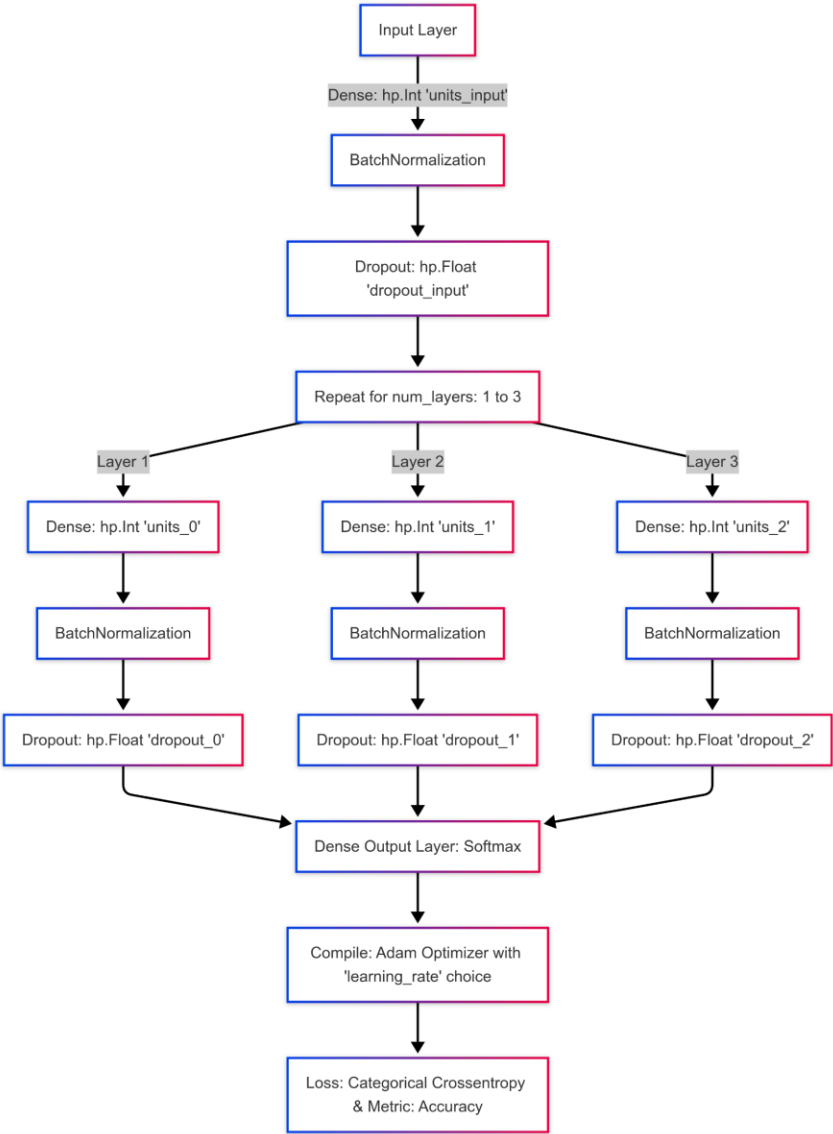 Input Layer
Dense: hp.Int 'units_input'
BatchNormalization
Dropout: hp.Float
'dropout_input'
Repeat for num_layers: 1 to 3
Layer 1
Layer 2
Layer 3
Dense: hp.Int 'units_0'
Dense: hp.Int 'units_1'
Dense: hp.Int 'units_2'
BatchNormalization
BatchNormalization
BatchNormalization
Dropout: hp.Float 'dropout_0'
Dropout: hp.Float 'dropout_1'
Dropout: hp.Float 'dropout_2'
Dense Output Layer: Softmax
Compile: Adam Optimizer with
'learning_rate' choice
Loss: Categorical Crossentropy
& Metric: Accuracy